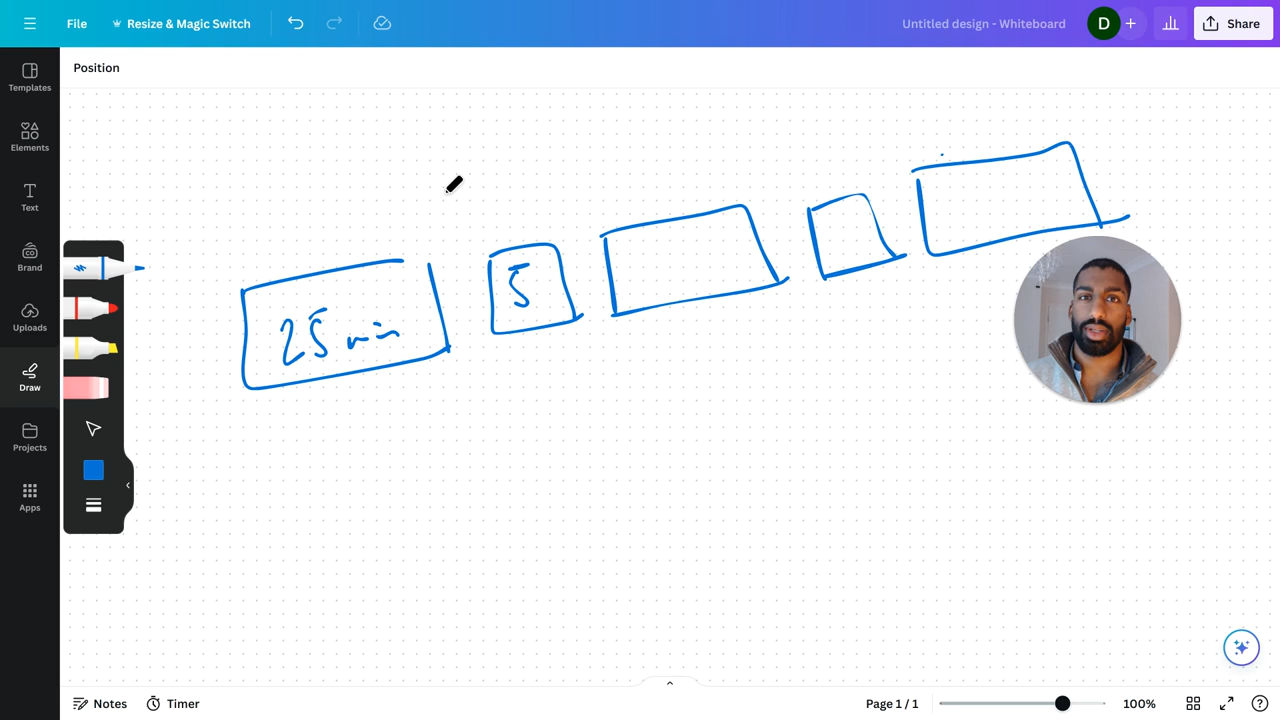 File
Resize & Magic Switch
Untitled design - Whiteboard
D
+
Share
Position
Templates
Elements
Text
Brand
Uploads
Draw
Projects
Apps
25 min
5
Notes
Timer
Page 1 / 1
100%